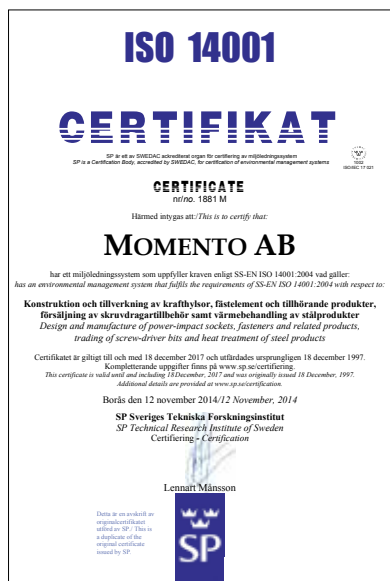 ISO 14001
CERTIFIKAT
SP är ett av SWEDAC ackrediterat organ för certifiering av miljöledningssystem
SP is a Certification Body, accredited by SWEDAC, for certification of environmental management systems
1002
ISO/IEC 17 021
CERTIFICATE
nr/no. 1881 M
Härmed intygas att:/This is to certify that:
MOMENTO AB
har ett miljöledningssystem som uppfyller kraven enligt SS-EN ISO 14001:2004 vad gäller:
has an environmental management system that fulfils the requirements of SS-EN ISO 14001:2004 with respect to:
Konstruktion och tillverkning av krafthylsor, fästelement och tillhörande produkter,
försäljning av skruvdragartillbehör samt värmebehandling av stålprodukter
Design and manufacture of power-impact sockets, fasteners and related products,
trading of screw-driver bits and heat treatment of steel products
Certifikatet är giltigt till och med 18 december 2017 och utfärdades ursprungligen 18 december 1997.
Kompletterande uppgifter finns på www.sp.se/certifiering.
This certificate is valid until and including 18 December, 2017 and was originally issued 18 December, 1997.
Additional details are provided at www.sp.se/certification.
Borås den 12 november 2014/12 November, 2014
SP Sveriges Tekniska Forskningsinstitut
SP Technical Research Institute of Sweden
Certifiering - Certification
Lennart Månsson
Detta är en avskrift av
originalcertifikatet
utförd av SP / This is
a duplicate of the
original certificate
issued by SP
SP